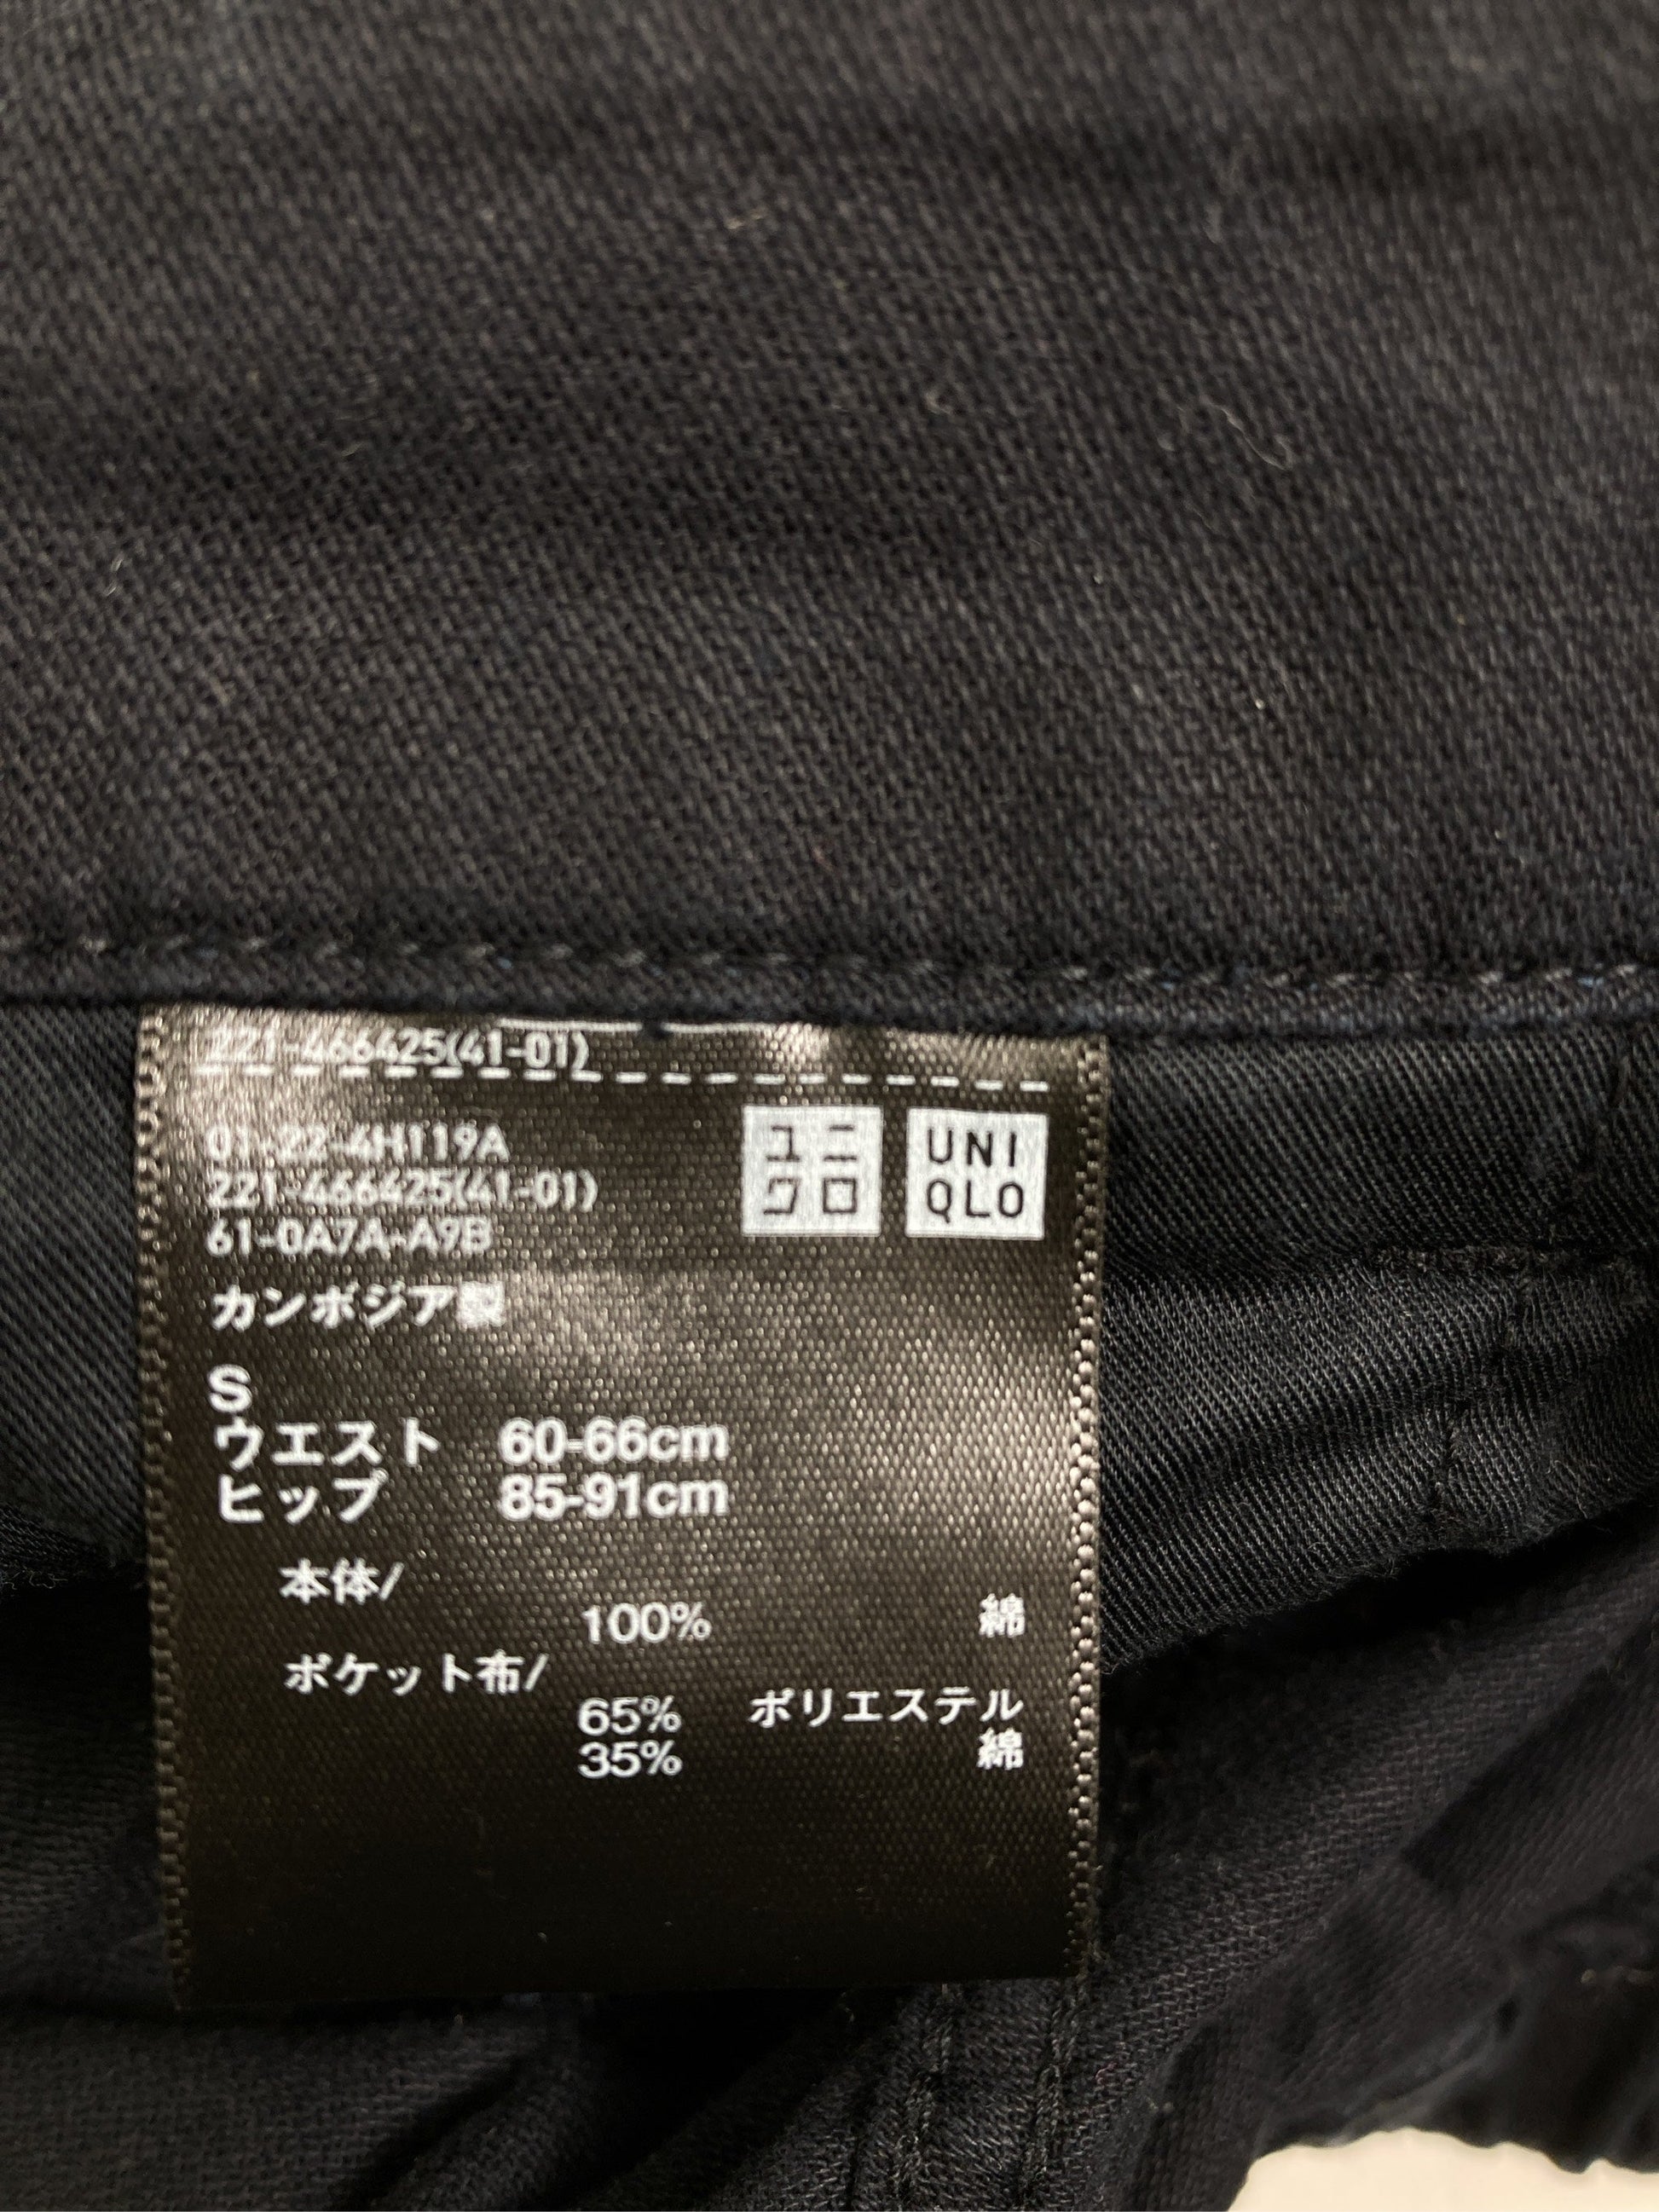 221-466425(41-01)
01-22-4H119A
221-466425(41-01)
61-0A7A-A9B
ユニ
クロ
UNI
QLO
カンボジア製
S
ウエスト 60-66cm
ヒップ 85-91cm
本体/
100% 綿
ポケット布/
65% ポリエステル
35% 綿